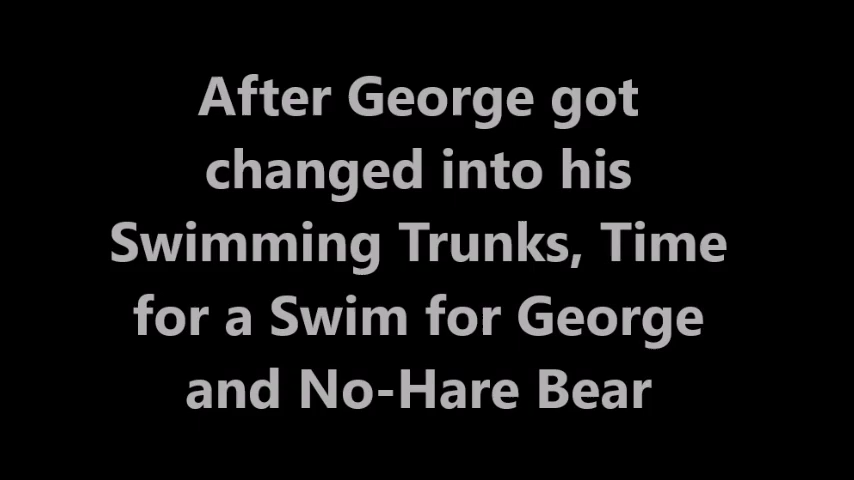 After George got
changed into his
Swimming Trunks, Time
for a Swim for George
and No-Hare Bear